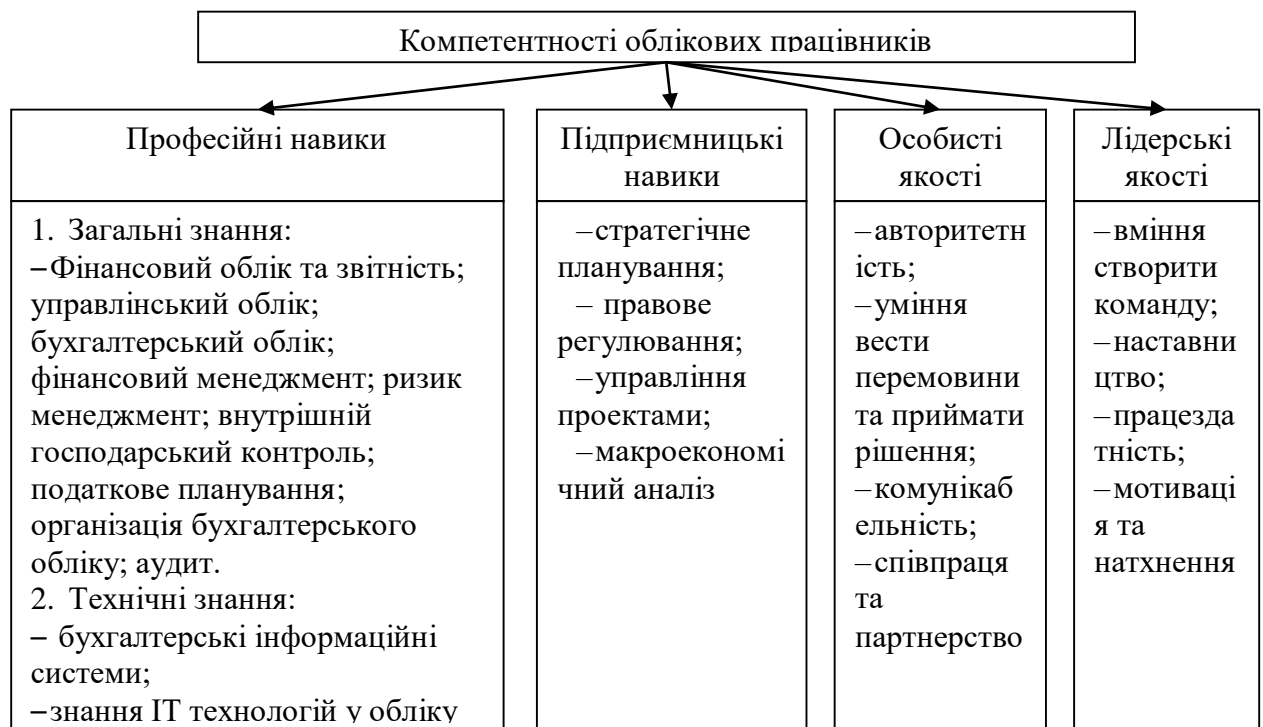 Компетентності облікових працівників
Професійні навики
1. Загальні знання:
–Фінансовий облік та звітність;
управлінський облік;
бухгалтерський облік;
фінансовий менеджмент; ризик
менеджмент; внутрішній
господарський контроль;
податкове планування;
організація бухгалтерського
обліку; аудит.
2. Технічні знання:
– бухгалтерські інформаційні
системи;
–знання ІТ технологій у обліку
Підприємницькі
навики
–стратегічне
планування;
– правове
регулювання;
–управління
проектами;
–макроекономі
чний аналіз
Особисті
якості
–авторитетн
ість;
–уміння
вести
перемовини
та приймати
рішення;
–комунікаб
ельність;
–співпраця
та
партнерство
Лідерські
якості
–вміння
створити
команду;
–наставни
цтво;
–працезда
тність;
–мотиваці
я та
натхнення